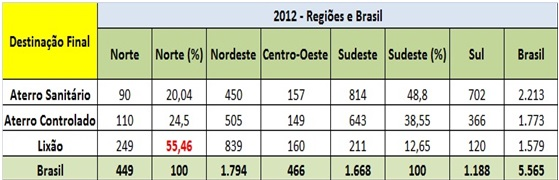 2012 - Regiões e Brasil
Destinação Final Norte Norte (%) Nordeste Centro-Oeste Sudeste Sudeste (%) Sul Brasil
Aterro Sanitário 90 20,04 450 157 814 48,8 702 2.213
Aterro Controlado 110 24,5 505 149 643 38,55 366 1.773
Lixão 249 55,46 839 160 211 12,65 120 1.579
Brasil 449 100 1.794 466 1.668 100 1.188 5.565